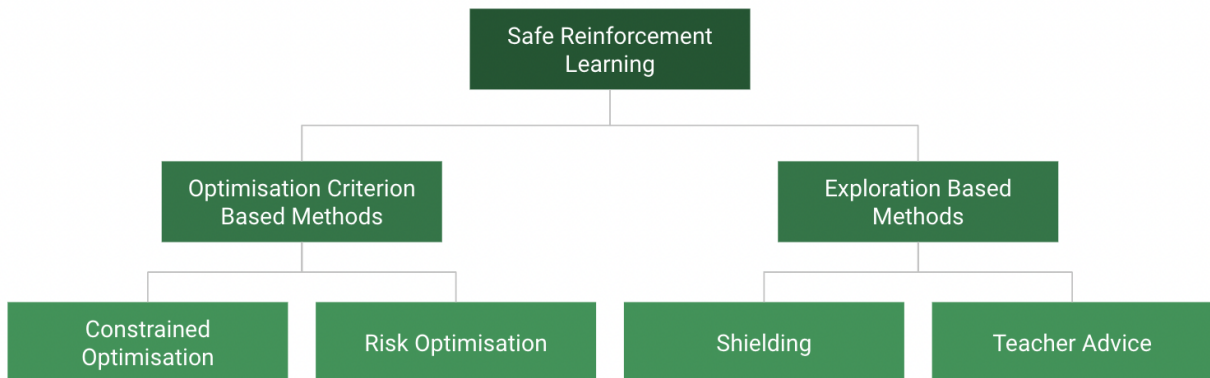 Safe Reinforcement
Learning
Optimisation Criterion
Based Methods
Exploration Based
Methods
Constrained
Optimisation
Risk Optimisation
Shielding
Teacher Advice